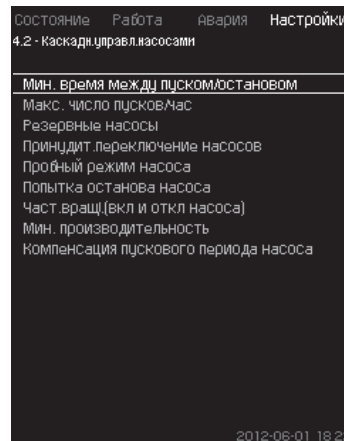 Состояние Работа Авария Настройки
4.2 - Каскадн.управл.насосами
Мин. время между пуском/остановом
Макс. число пусков/час
Резервные насосы
Принудит.переключение насосов
Пробный режим насоса
Попытка останова насоса
Част.вращ.(вкл и откл насоса)
Мин. производительность
Компенсация пускового периода насоса
2012-06-01 18:2